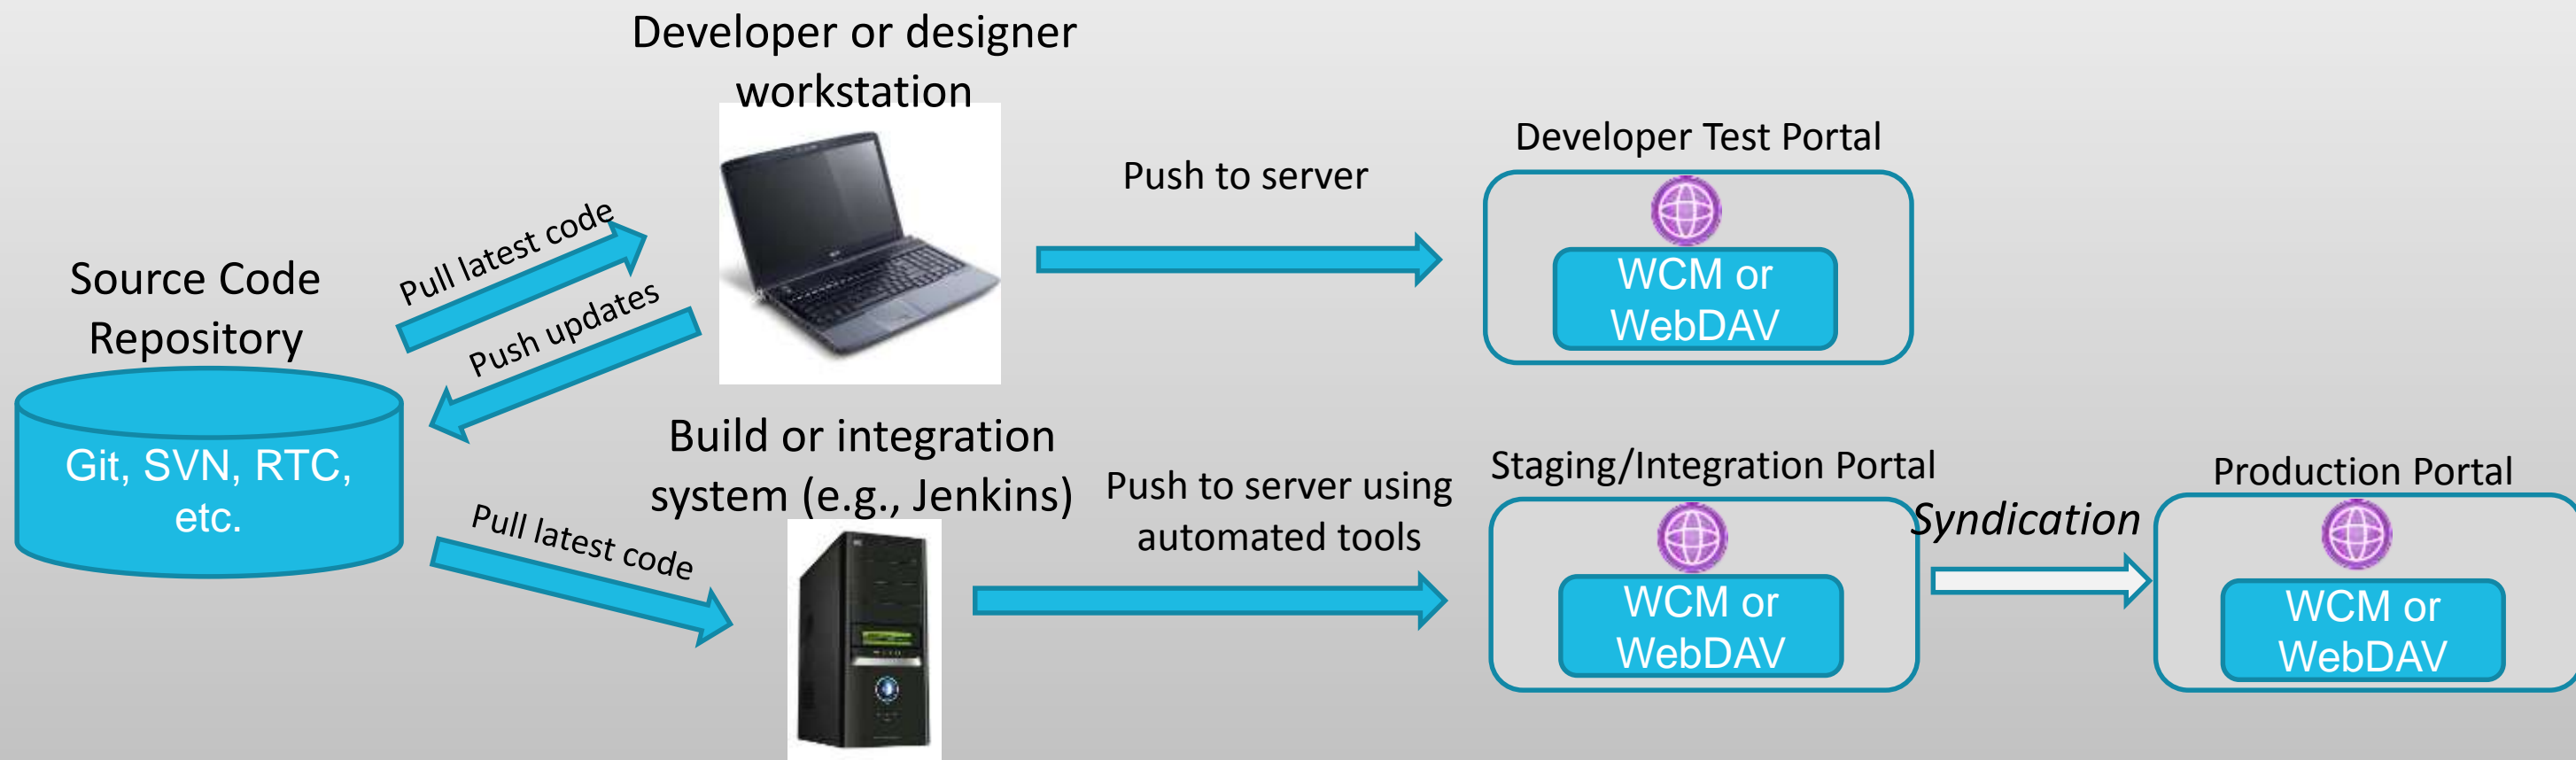 Developer or designer
workstation
Developer Test Portal
Push to server
WCM or
WebDAV
Pull latest code
Push updates
Source Code
Repository
Git, SVN, RTC,
etc.
Build or integration
system (e.g., Jenkins)
Pull latest code
Push to server using
automated tools
Staging/Integration Portal
WCM or
WebDAV
Syndication
Production Portal
WCM or
WebDAV